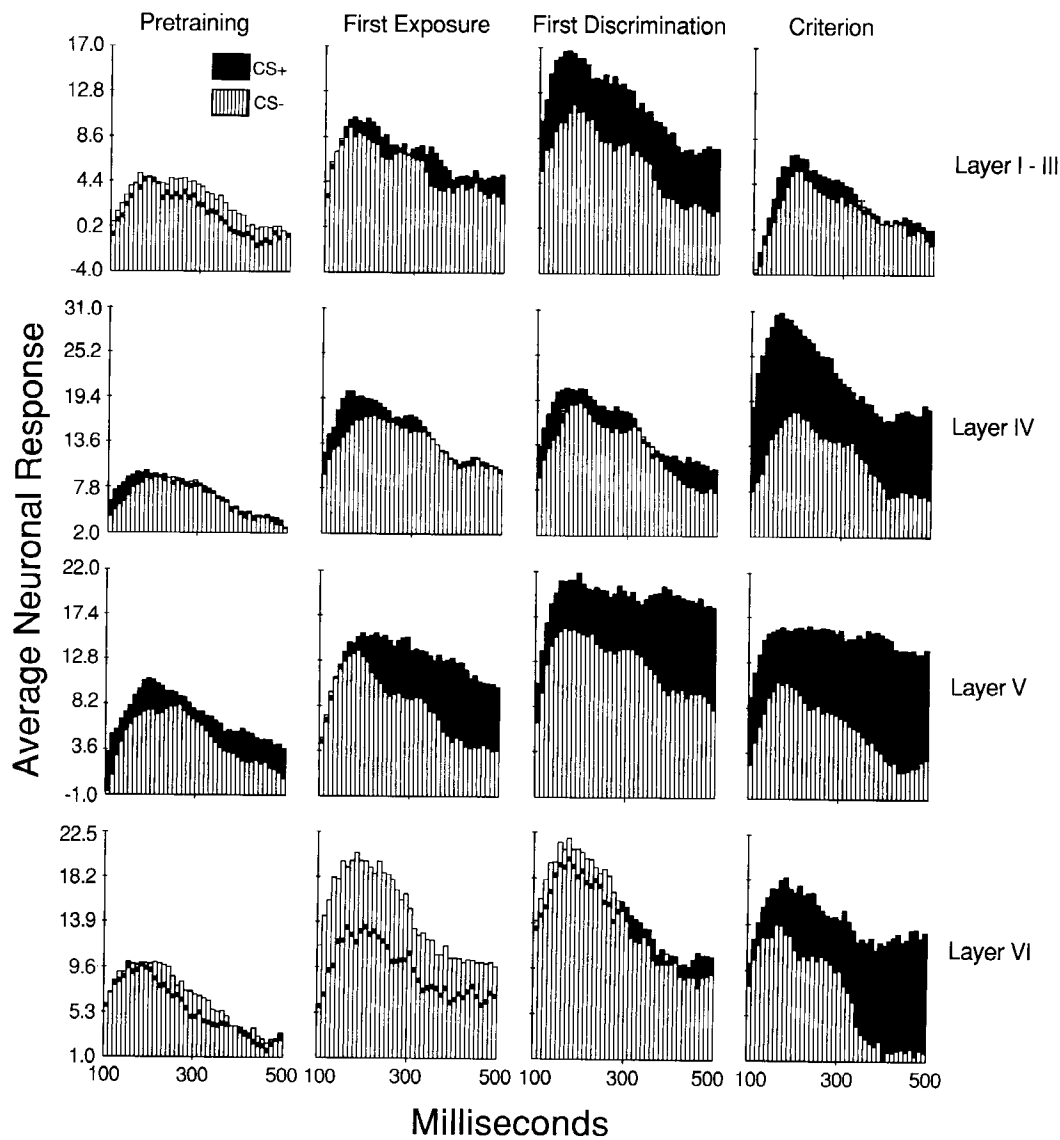 Pretraining First Exposure First Discrimination Criterion
CS+
CS-
17.0
12.8
8.6
4.4
0.2
-4.0
Layer I - III
31.0
25.2
19.4
13.6
7.8
2.0
Layer IV
22.0
17.4
12.8
8.2
3.6
-1.0
Layer V
22.5
18.2
13.9
9.6
5.3
1.0
Layer VI
Average Neuronal Response
100 300 500 100 300 500 100 300 500 100 300 500
Milliseconds